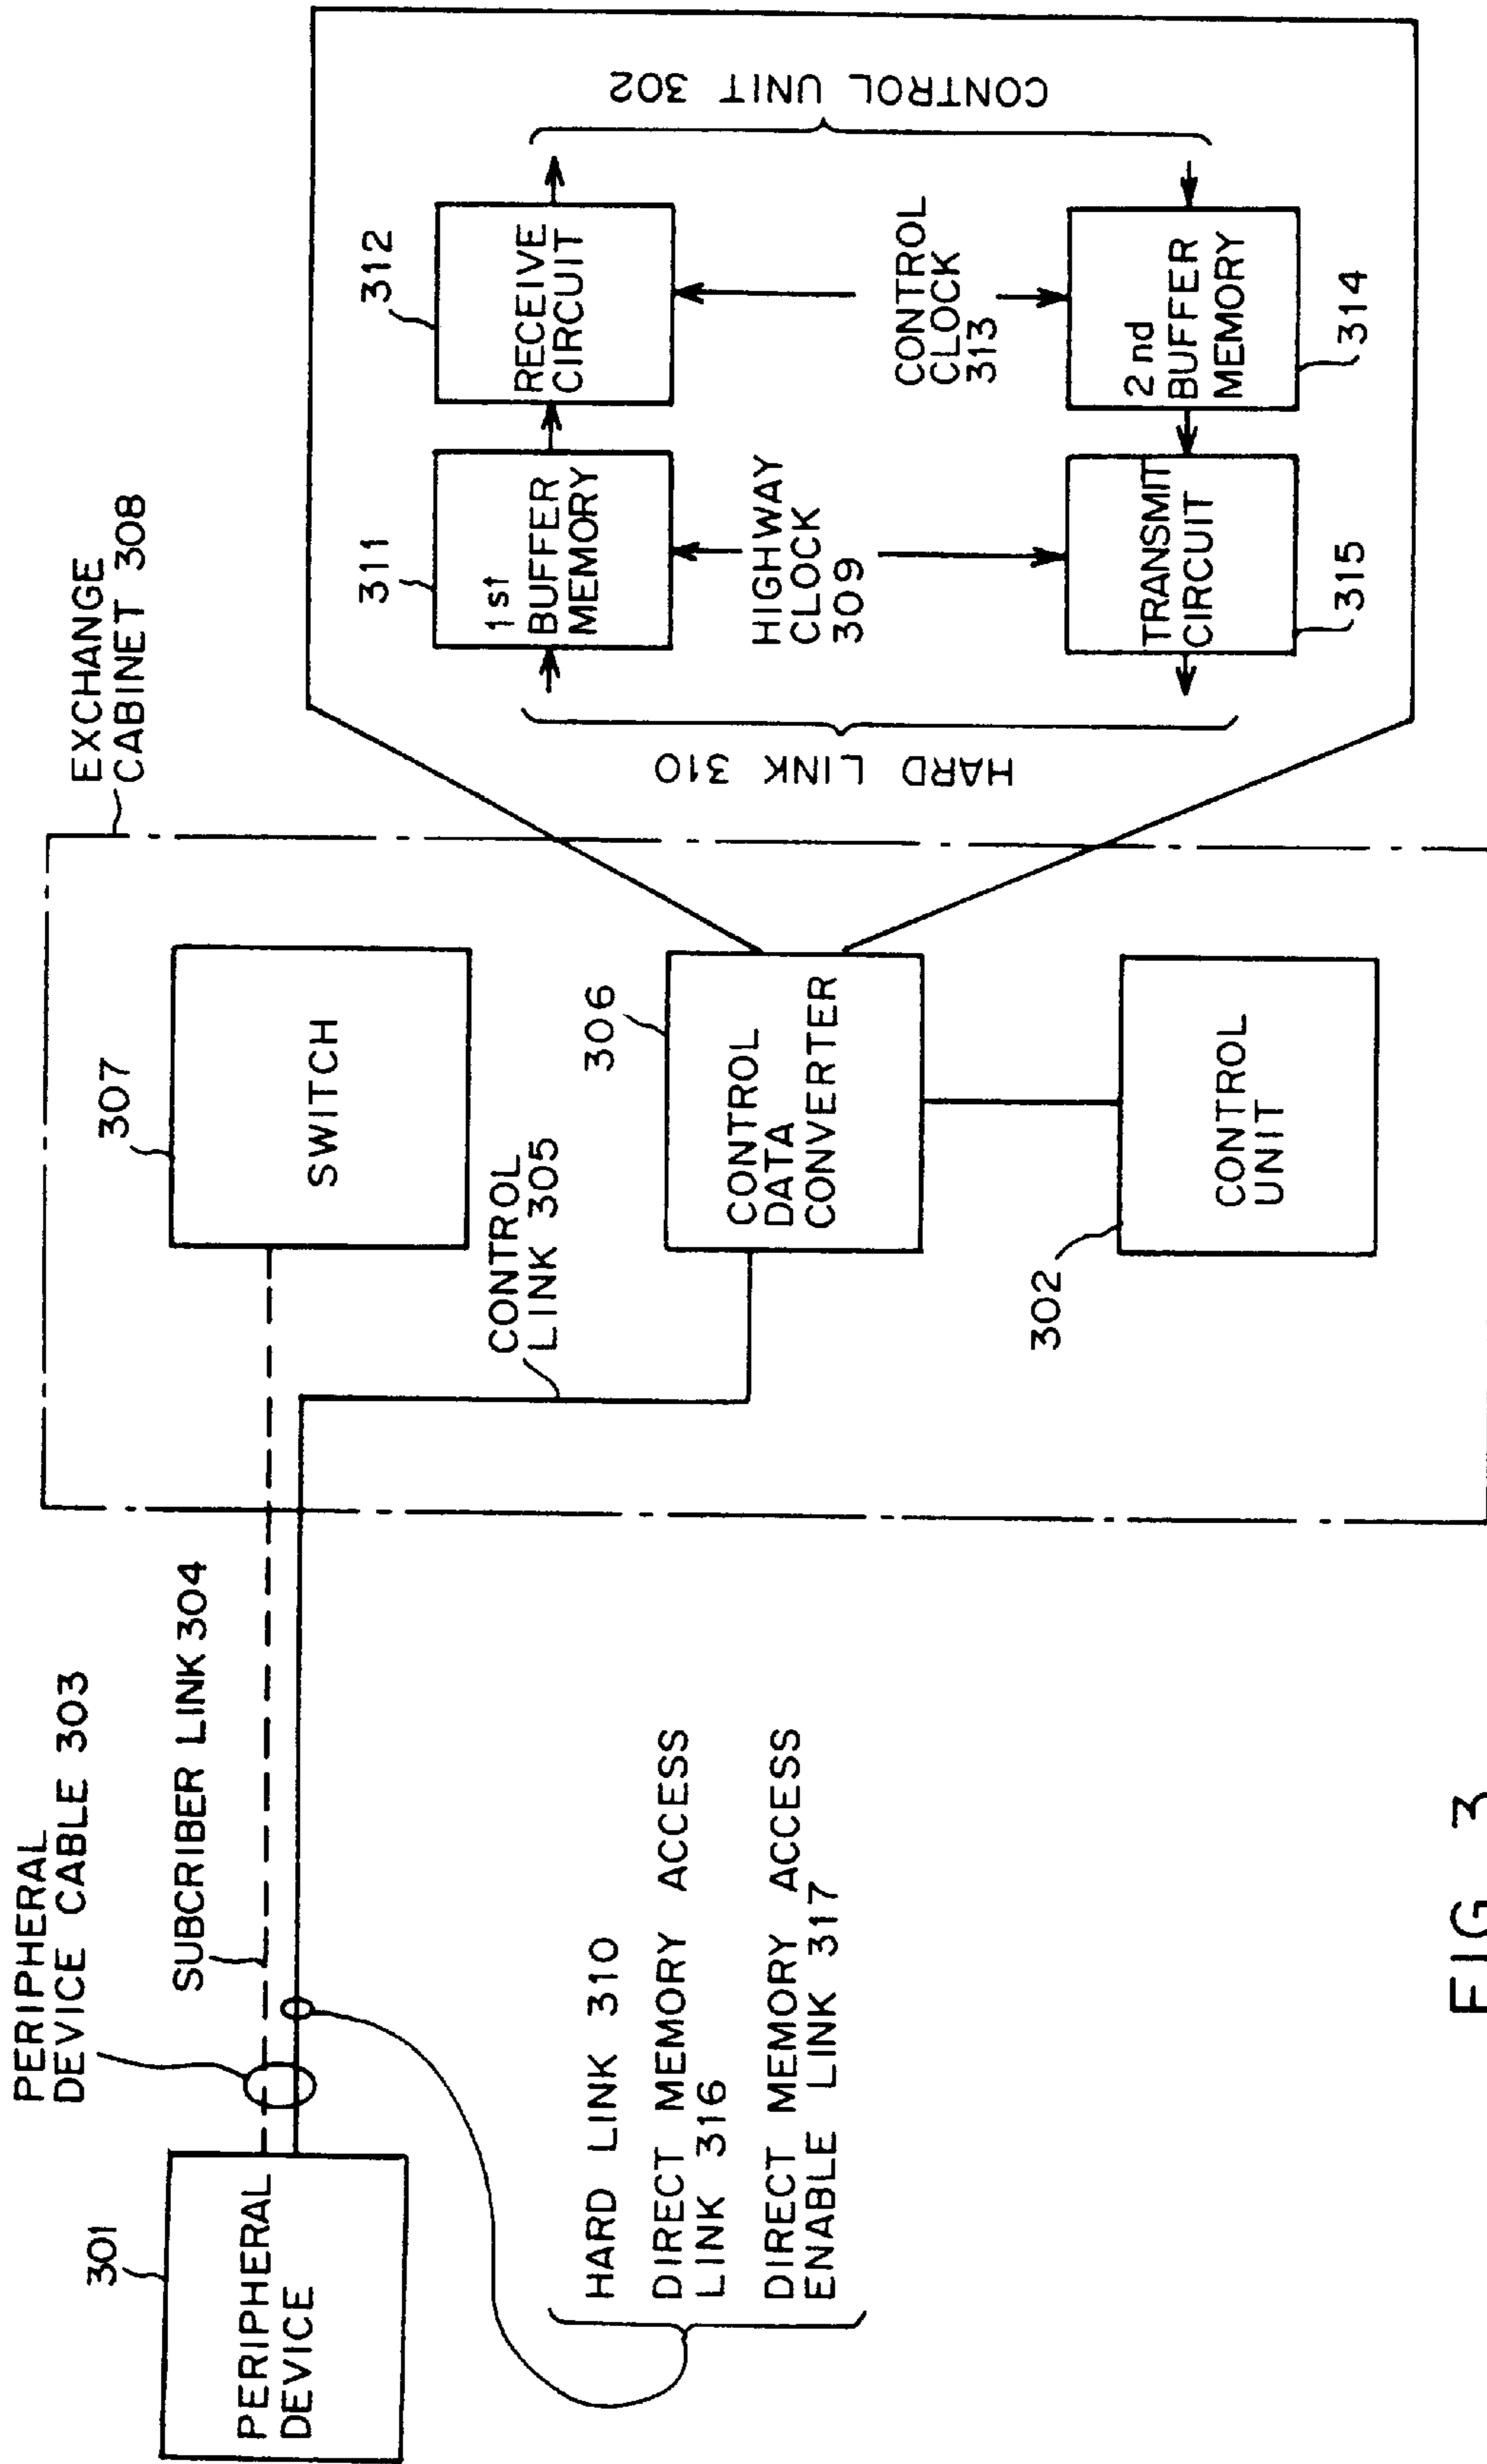 PERIPHERAL
DEVICE CABLE 303
SUBCRIBER LINK 304
301
PERIPHERAL
DEVICE
HARD LINK 310
DIRECT MEMORY ACCESS
LINK 316
DIRECT MEMORY ACCESS
ENABLE LINK 317
EXCHANGE
CABINET 308
307
SWITCH
CONTROL
LINK 305
306
CONTROL
DATA
CONVERTER
302
CONTROL
UNIT
HARD LINK 310
311
1st
BUFFER
MEMORY
312
RECEIVE
CIRCUIT
HIGHWAY
CLOCK
309
CONTROL
CLOCK
313
TRANSMIT
CIRCUIT
315
2nd
BUFFER
MEMORY
314
CONTROL UNIT 302
FIG. 3